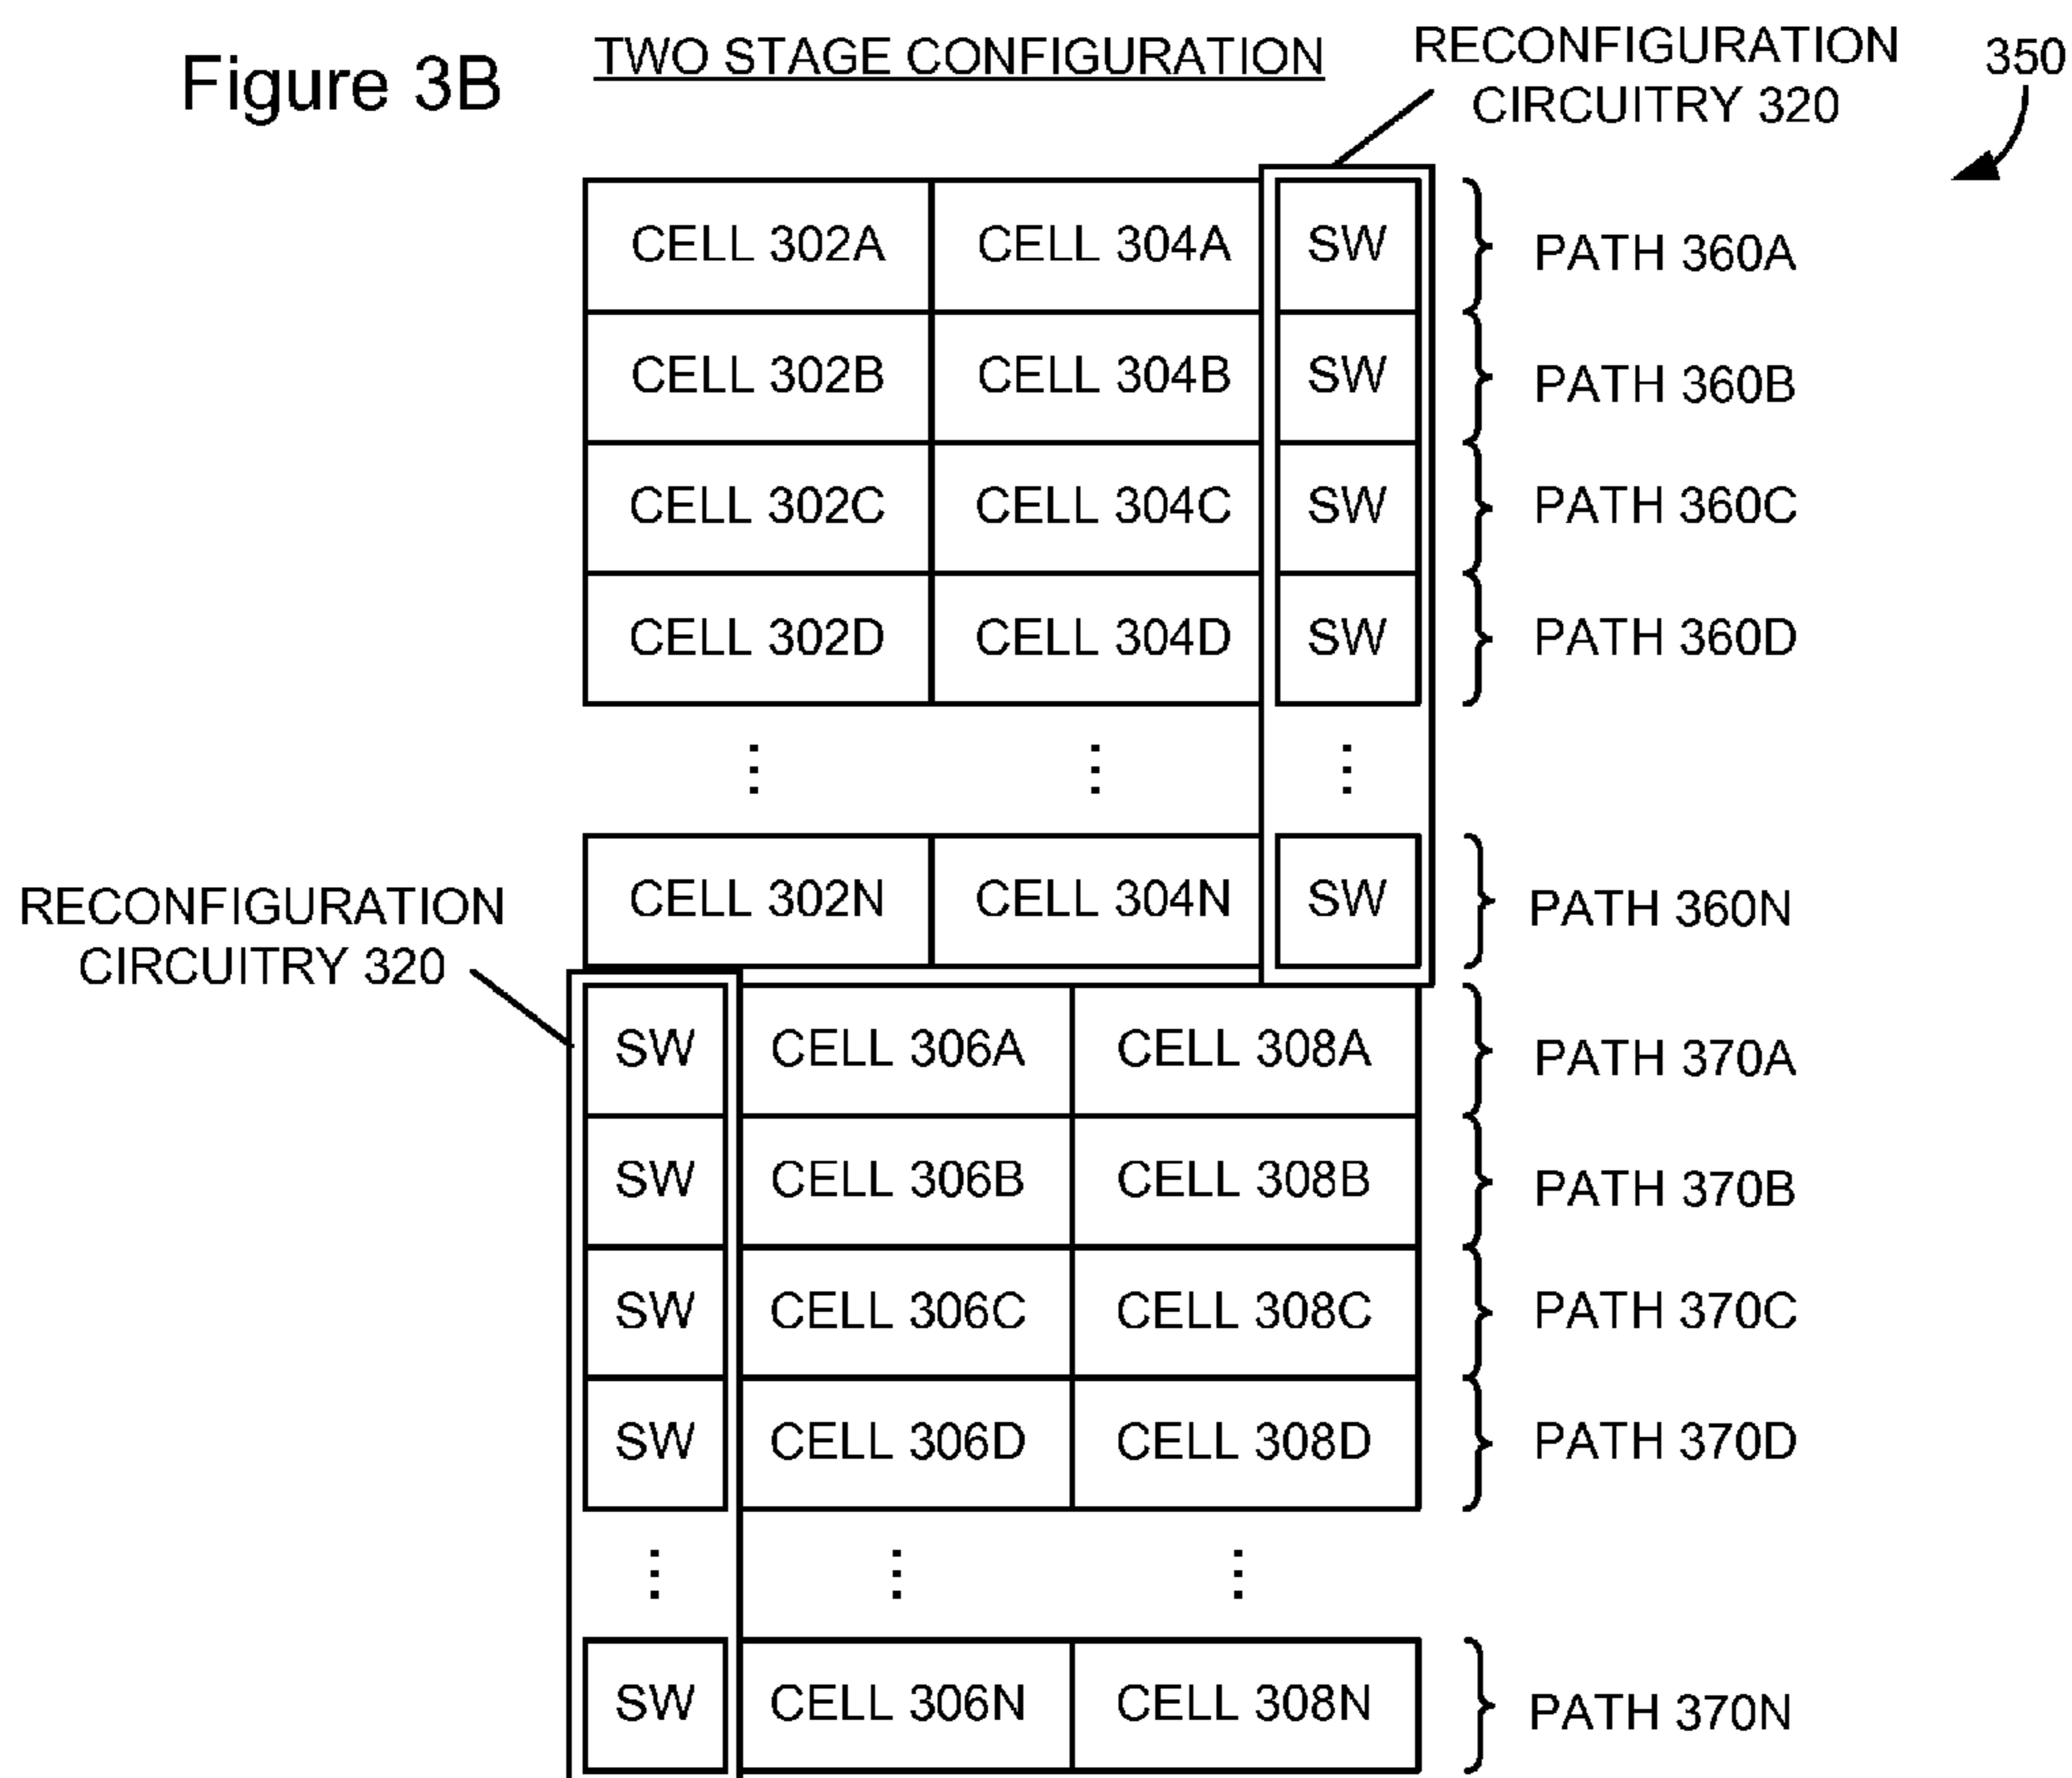 Figure 3B
TWO STAGE CONFIGURATION
RECONFIGURATION
CIRCUITRY 320
350
CELL 302A CELL 304A SW PATH 360A
CELL 302B CELL 304B SW PATH 360B
CELL 302C CELL 304C SW PATH 360C
CELL 302D CELL 304D SW PATH 360D
CELL 302N CELL 304N SW PATH 360N
RECONFIGURATION
CIRCUITRY 320
SW CELL 306A CELL 308A PATH 370A
SW CELL 306B CELL 308B PATH 370B
SW CELL 306C CELL 308C PATH 370C
SW CELL 306D CELL 308D PATH 370D
SW CELL 306N CELL 308N PATH 370N